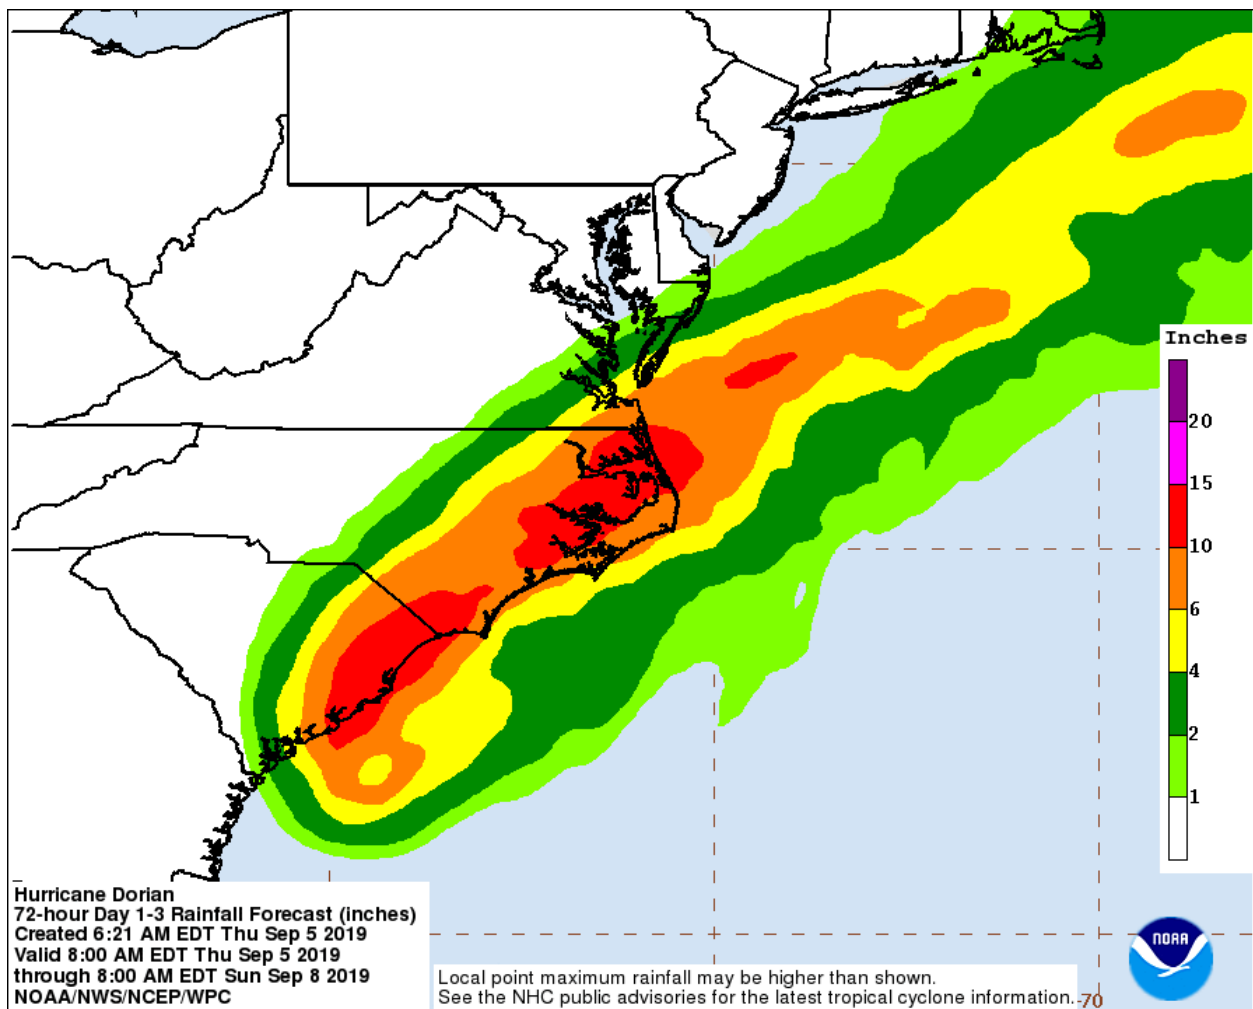 Inches
20
15
10
6
4
2
1
Hurricane Dorian
72-hour Day 1-3 Rainfall Forecast (inches)
Created 6:21 AM EDT Thu Sep 5 2019
Valid 8:00 AM EDT Thu Sep 5 2019
through 8:00 AM EDT Sun Sep 8 2019
NOAA/NWS/NCEP/WPC
Local point maximum rainfall may be higher than shown.
See the NHC public advisories for the latest tropical cyclone information.
-70
NOAA